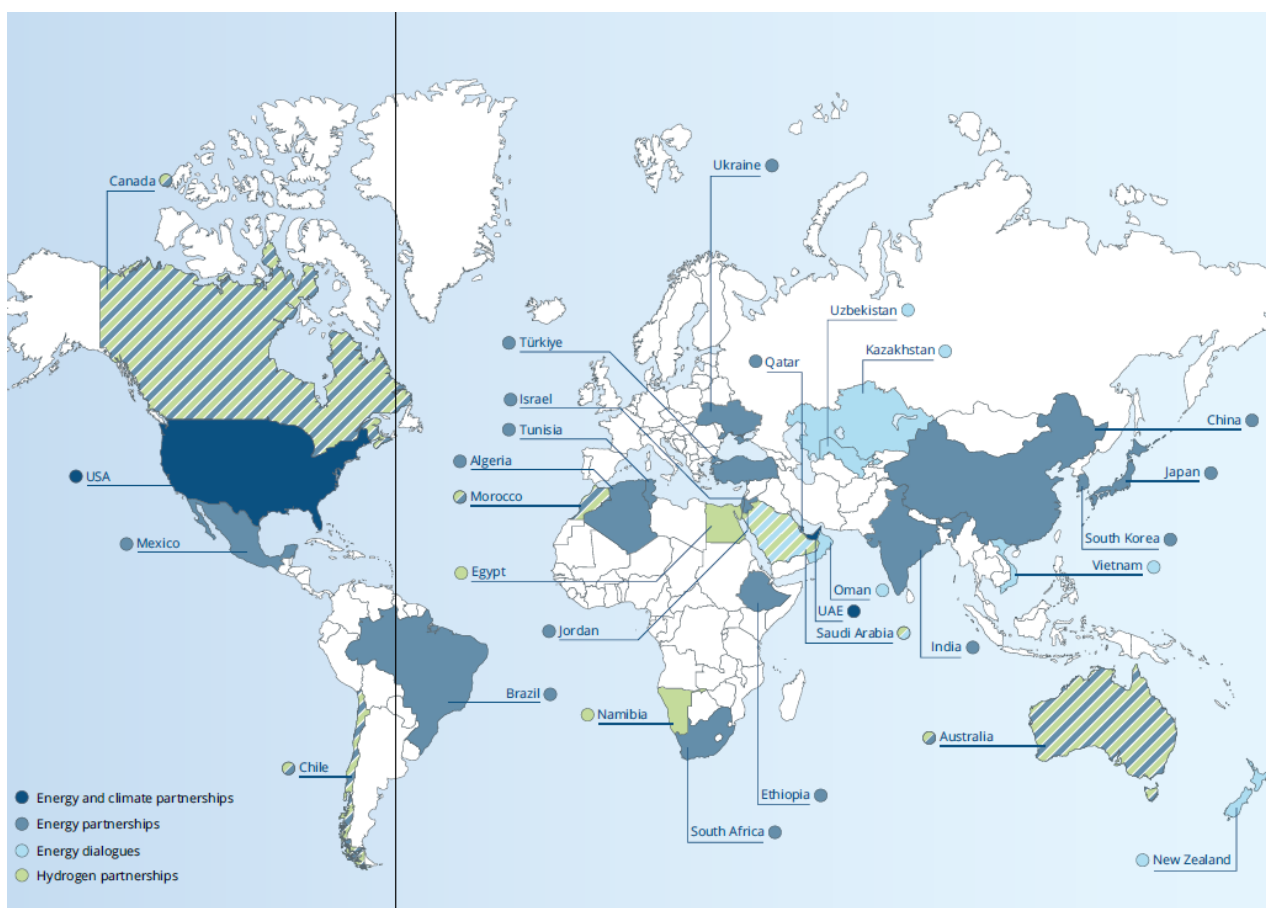 Ukraine
Canada
Uzbekistan
Türkiye
Kazakhstan
Qatar
Israel
China
Tunisia
Algeria
Japan
USA
Morocco
South Korea
Mexico
Vietnam
Egypt
Oman
UAE
Jordan
Saudi Arabia
India
Brazil
Namibia
Australia
Chile
Ethiopia
South Africa
New Zealand
Energy and climate partnerships
Energy partnerships
Energy dialogues
Hydrogen partnerships